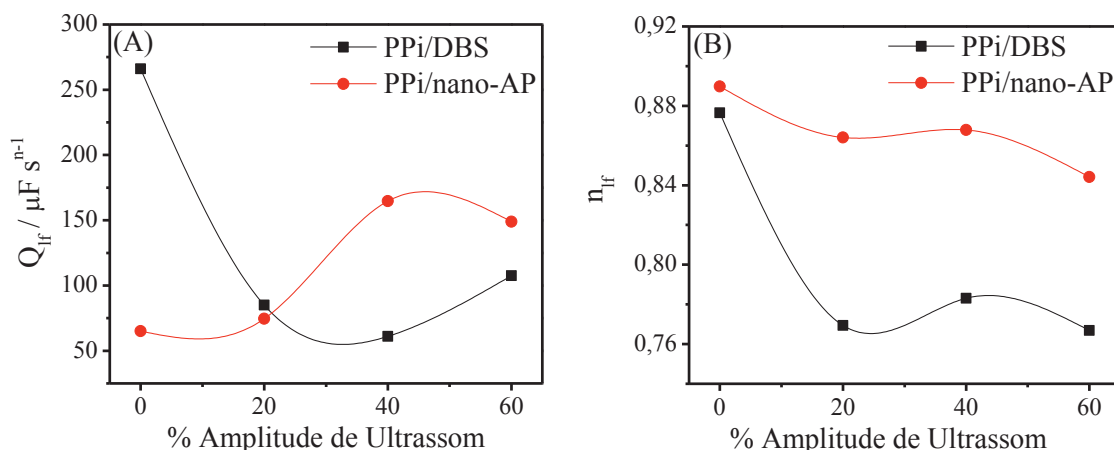 (A)
PPi/DBS
PPi/nano-AP
300
250
200
150
100
50
Q_lf / µF s^n-1
0 20 40 60
% Amplitude de Ultrassom
(B)
PPi/DBS
PPi/nano-AP
0,92
0,88
0,84
0,80
0,76
n_lf
0 20 40 60
% Amplitude de Ultrassom